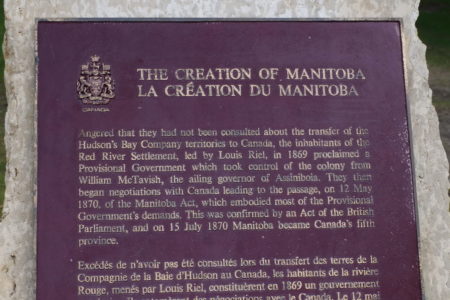 THE CREATION OF MANITOBA
LA CRÉATION DU MANITOBA
CANADA
Angered that they had not been consulted about the transfer of the
Hudson's Bay Company territories to Canada, the inhabitants of the
Red River Settlement, led by Louis Riel, in 1869 proclaimed a
Provisional Government which took control of the colony from
William McTavish, the ailing governor of Assiniboia. They then
began negotiations with Canada leading to the passage, on 12 May
1870, of the Manitoba Act, which embodied most of the Provisional
Government's demands. This was confirmed by an Act of the British
Parliament, and on 15 July 1870 Manitoba became Canada's fifth
province.
Excédés de n'avoir pas été consultés lors du transfert des terres de la
Compagnie de la Baie d'Hudson au Canada, les habitants de la rivière
Rouge, menés par Louis Riel, constituèrent en 1869 un gouvernement
des négociations avec le Canada. Le 12 mai